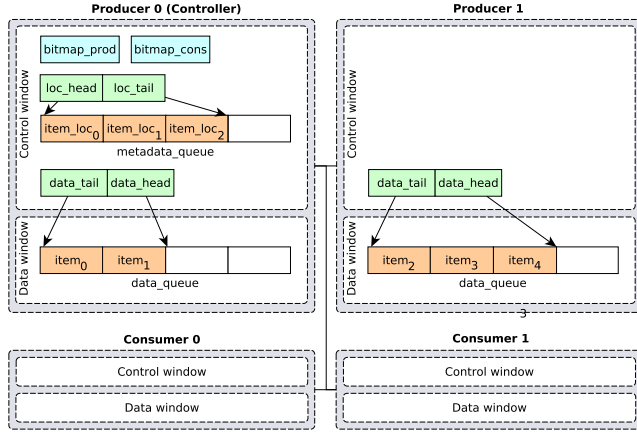 Producer 0 (Controller)
bitmap_prod
bitmap_cons
loc_head
loc_tail
item_loc0
item_loc1
item_loc2
metadata_queue
data_tail
data_head
Control window
item0
item1
data_queue
Data window
Producer 1
Control window
data_tail
data_head
item2
item3
item4
data_queue
Data window
3
Consumer 0
Control window
Data window
Consumer 1
Control window
Data window